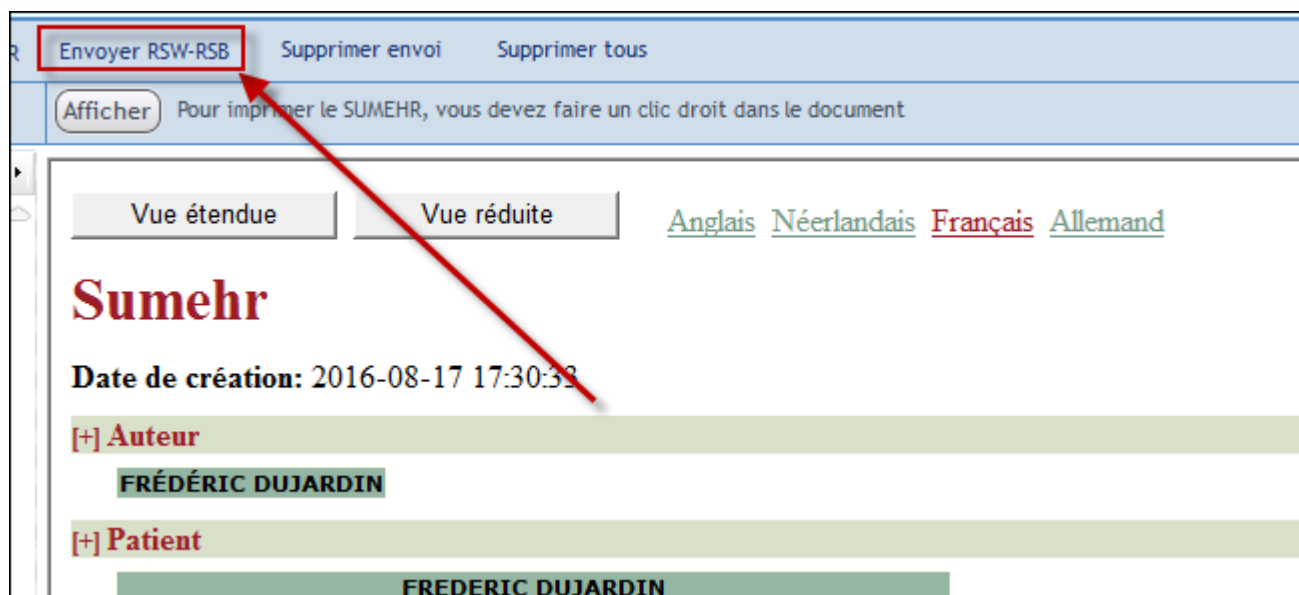 R Envoyer RSW-RSB Supprimer envoi Supprimer tous
Afficher Pour imprimer le SUMEHR, vous devez faire un clic droit dans le document
Vue étendue Vue réduite Anglais Néerlandais Français Allemand
Sumehr
Date de création: 2016-08-17 17:30:33
[+] Auteur
FRÉDÉRIC DUJARDIN
[+] Patient
FREDERIC DUJARDIN